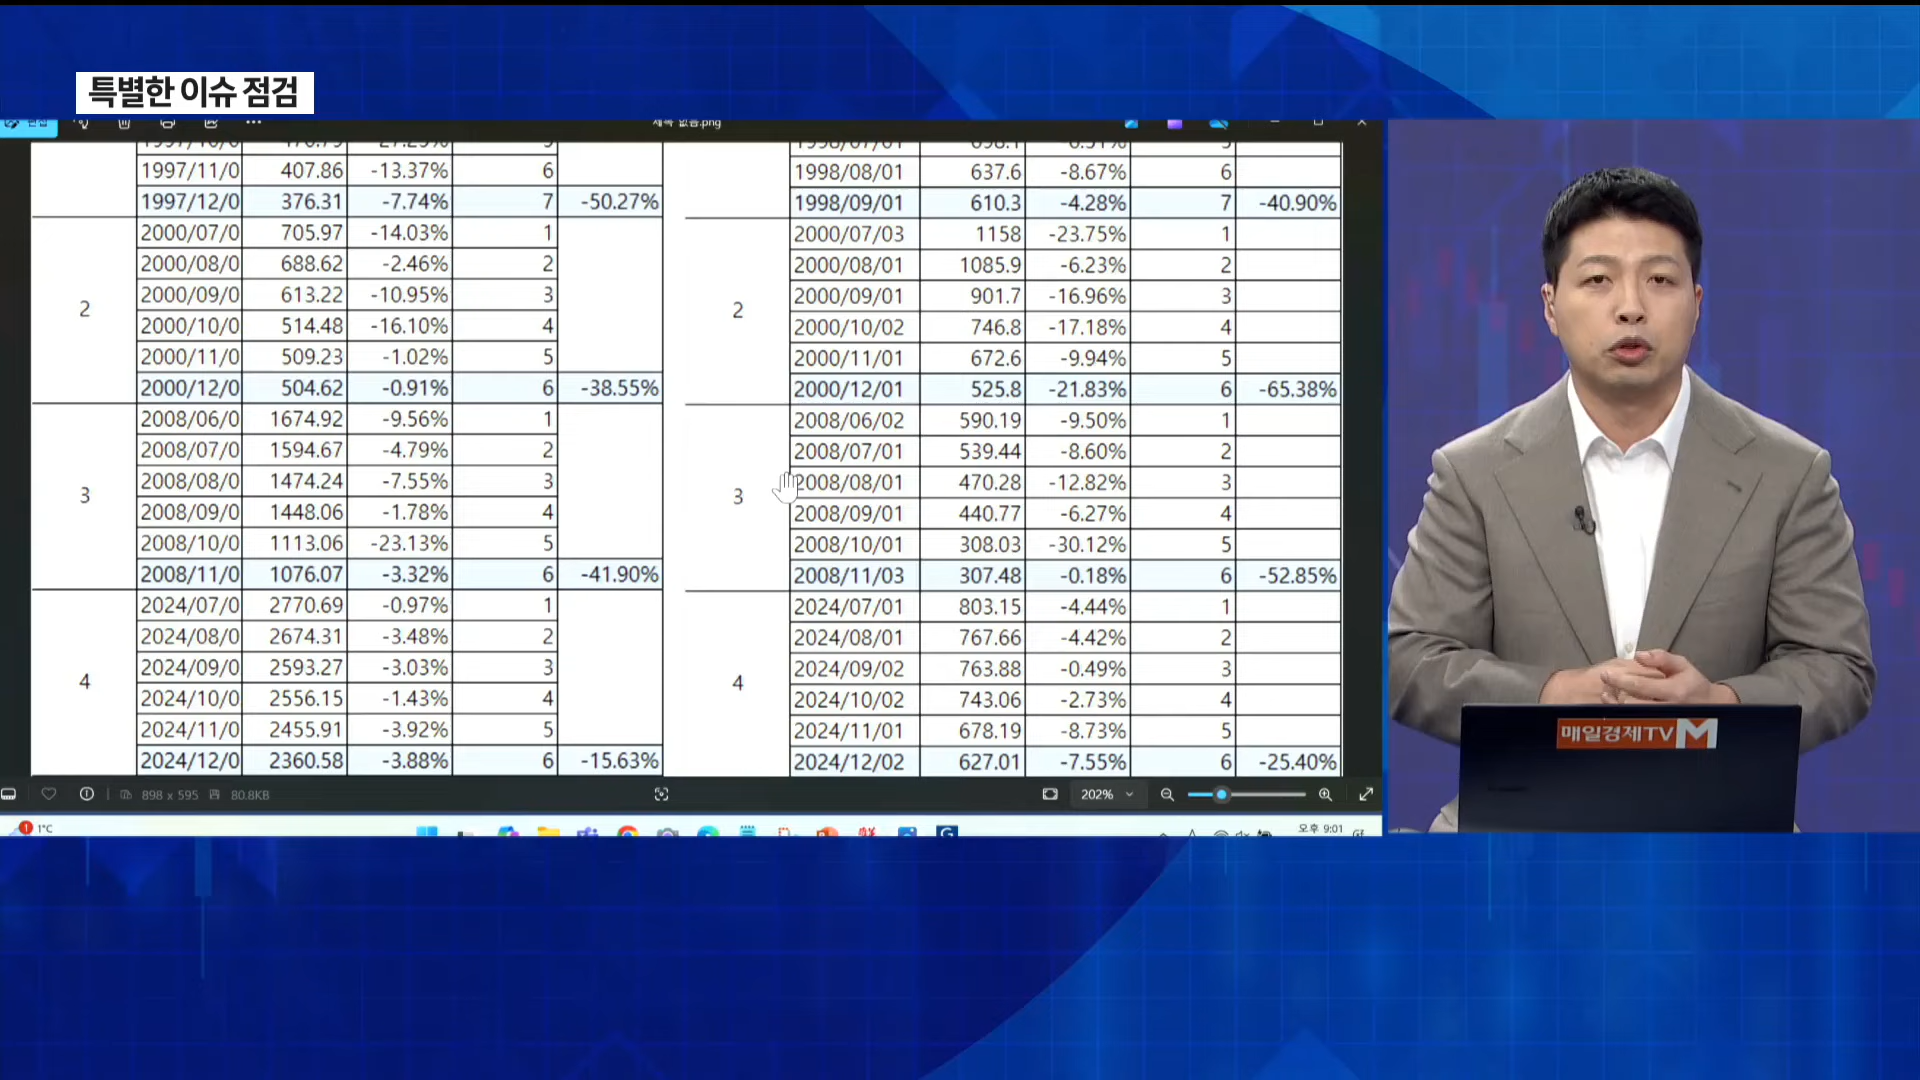 특별한 이슈 점검
제목 없음.png
1997/11/0 407.86 -13.37% 6
1997/12/0 376.31 -7.74% 7 -50.27%
2
2000/07/0 705.97 -14.03% 1
2000/08/0 688.62 -2.46% 2
2000/09/0 613.22 -10.95% 3
2000/10/0 514.48 -16.10% 4
2000/11/0 509.23 -1.02% 5
2000/12/0 504.62 -0.91% 6 -38.55%
3
2008/06/0 1674.92 -9.56% 1
2008/07/0 1594.67 -4.79% 2
2008/08/0 1474.24 -7.55% 3
2008/09/0 1448.06 -1.78% 4
2008/10/0 1113.06 -23.13% 5
2008/11/0 1076.07 -3.32% 6 -41.90%
4
2024/07/0 2770.69 -0.97% 1
2024/08/0 2674.31 -3.48% 2
2024/09/0 2593.27 -3.03% 3
2024/10/0 2556.15 -1.43% 4
2024/11/0 2455.91 -3.92% 5
2024/12/0 2360.58 -3.88% 6 -15.63%
1998/08/01 637.6 -8.67% 6
1998/09/01 610.3 -4.28% 7 -40.90%
2
2000/07/03 1158 -23.75% 1
2000/08/01 1085.9 -6.23% 2
2000/09/01 901.7 -16.96% 3
2000/10/02 746.8 -17.18% 4
2000/11/01 672.6 -9.94% 5
2000/12/01 525.8 -21.83% 6 -65.38%
3
2008/06/02 590.19 -9.50% 1
2008/07/01 539.44 -8.60% 2
2008/08/01 470.28 -12.82% 3
2008/09/01 440.77 -6.27% 4
2008/10/01 308.03 -30.12% 5
2008/11/03 307.48 -0.18% 6 -52.85%
4
2024/07/01 803.15 -4.44% 1
2024/08/01 767.66 -4.42% 2
2024/09/02 763.88 -0.49% 3
2024/10/02 743.06 -2.73% 4
2024/11/01 678.19 -8.73% 5
2024/12/02 627.01 -7.55% 6 -25.40%
898 x 595 80.8KB 202%
1 1°C 오후 9:01
매일경제TV M